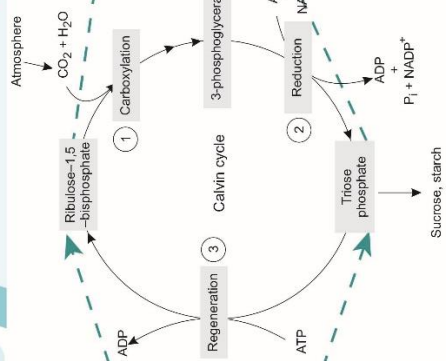 Atmosphere
CO₂ + H₂O
Carboxylation
1
Ribulose–1,5
–bisphosphate
Reduction
2
ADP
+
Pᵢ + NADP⁺
Calvin cycle
Triose
phosphate
Sucrose, starch
Regeneration
3
ADP
ATP